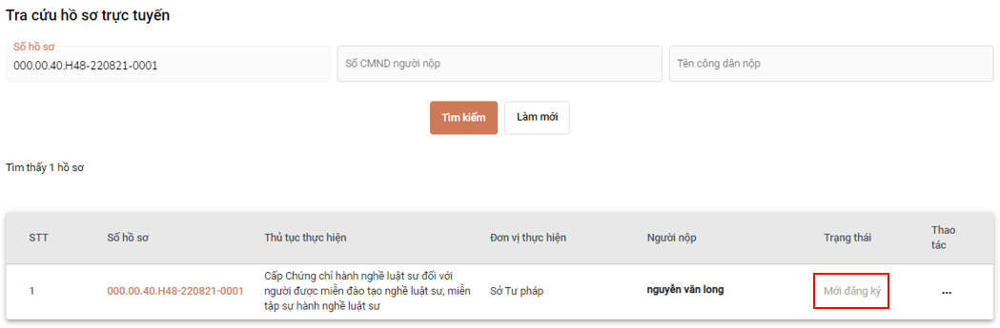 Tra cứu hồ sơ trực tuyến
Số hồ sơ
000.00.40.H48-220821-0001
Số CMND người nộp
Tên công dân nộp
Tìm kiếm
Làm mới
Tìm thấy 1 hồ sơ
STT
Số hồ sơ
Thủ tục thực hiện
Đơn vị thực hiện
Người nộp
Trạng thái
Thao
tác
1
000.00.40.H48-220821-0001
Cấp Chứng chỉ hành nghề luật sư đối với
người được miễn đào tạo nghề luật sư, miễn
tập sự hành nghề luật sư
Sở Tư pháp
nguyễn văn long
Mới đăng ký
...